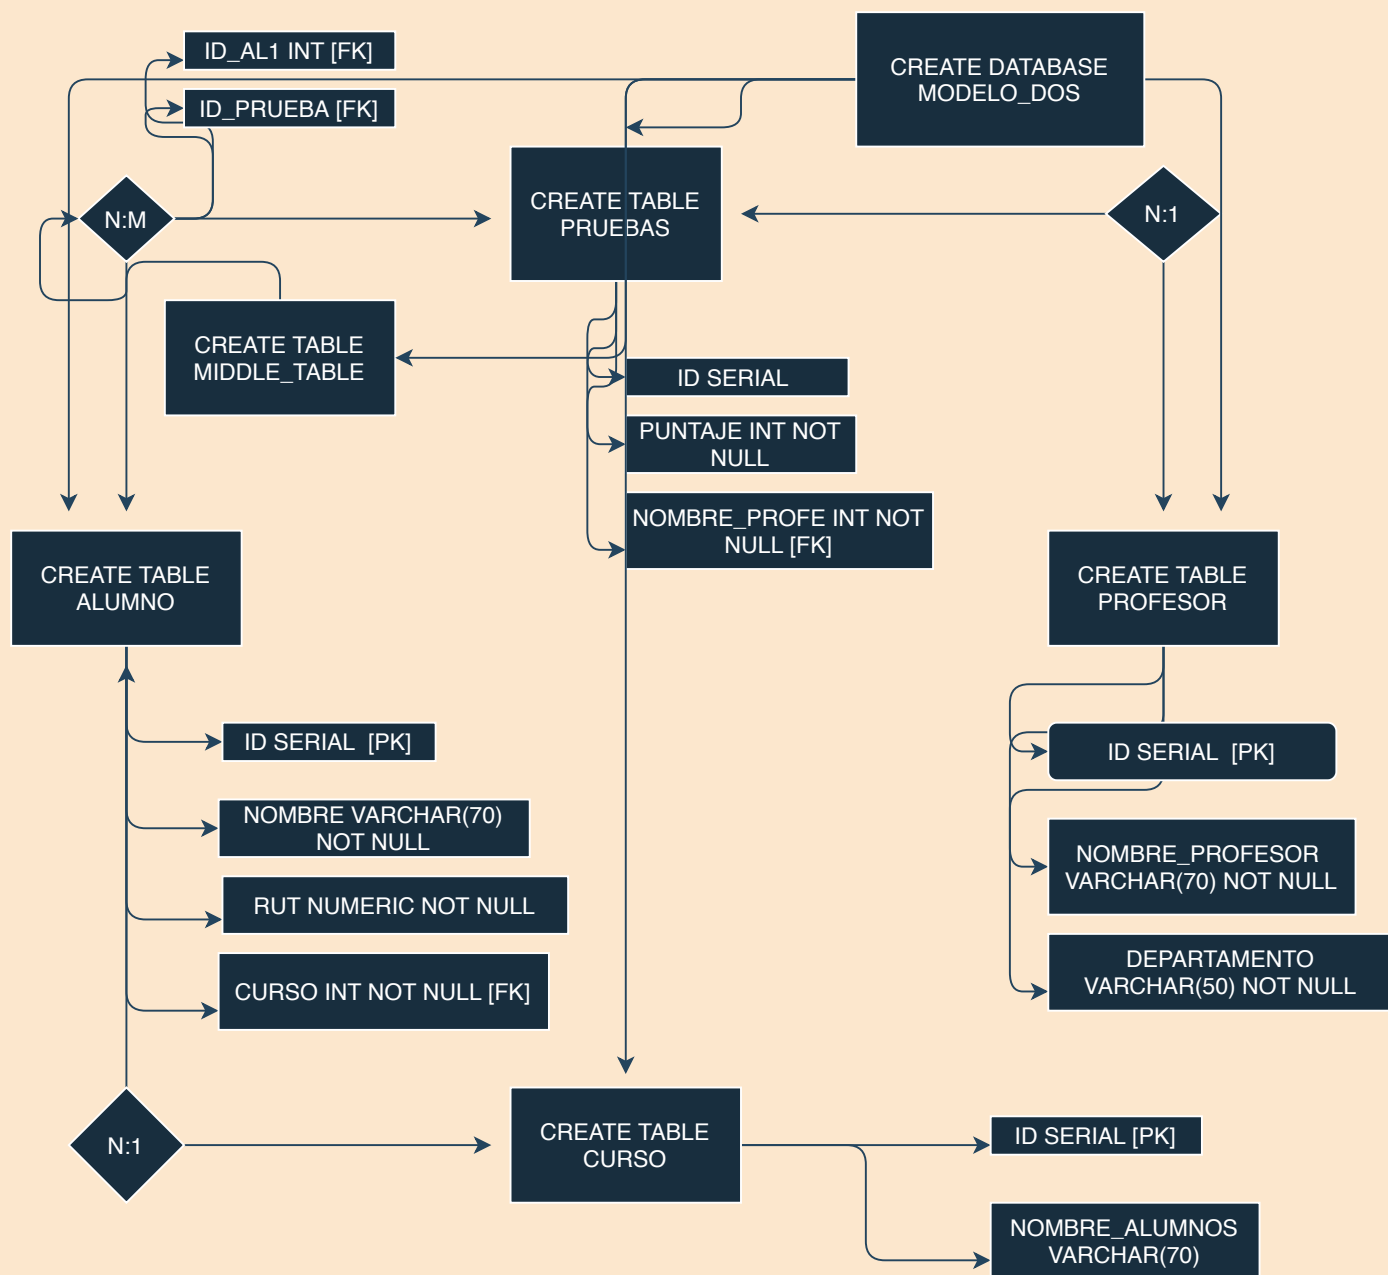 ID_AL1 INT [FK]
CREATE DATABASE
MODELO_DOS
ID_PRUEBA [FK]
N:M
CREATE TABLE
PRUEBAS
N:1
CREATE TABLE
MIDDLE_TABLE
ID SERIAL
PUNTAJE INT NOT
NULL
NOMBRE_PROFE INT NOT
NULL [FK]
CREATE TABLE
ALUMNO
CREATE TABLE
PROFESOR
ID SERIAL  [PK]
ID SERIAL  [PK]
NOMBRE VARCHAR(70)
NOT NULL
NOMBRE_PROFESOR
VARCHAR(70) NOT NULL
RUT NUMERIC NOT NULL
CURSO INT NOT NULL [FK]
DEPARTAMENTO
VARCHAR(50) NOT NULL
N:1
CREATE TABLE
CURSO
ID SERIAL [PK]
NOMBRE_ALUMNOS
VARCHAR(70)